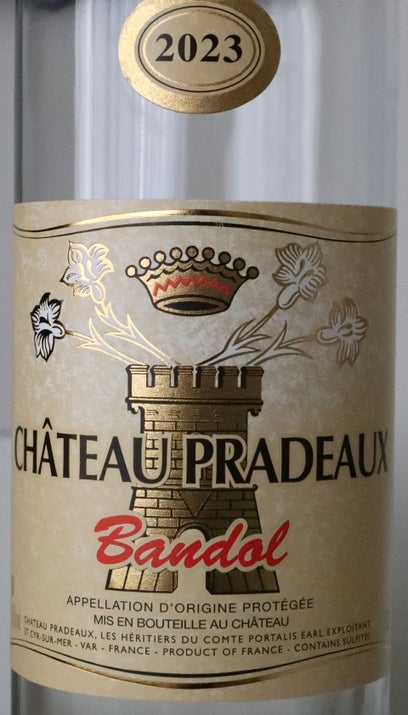 2023
CHÂTEAU PRADEAUX
Bandol
APPELLATION D'ORIGINE PROTÉGÉE
MIS EN BOUTEILLE AU CHÂTEAU
CHATEAU PRADEAUX, LES HÉRITIERS DU COMTE PORTALIS EARL EXPLOITANT
ST CYR-SUR-MER - VAR - FRANCE - PRODUCT OF FRANCE - CONTAINS SULFITES